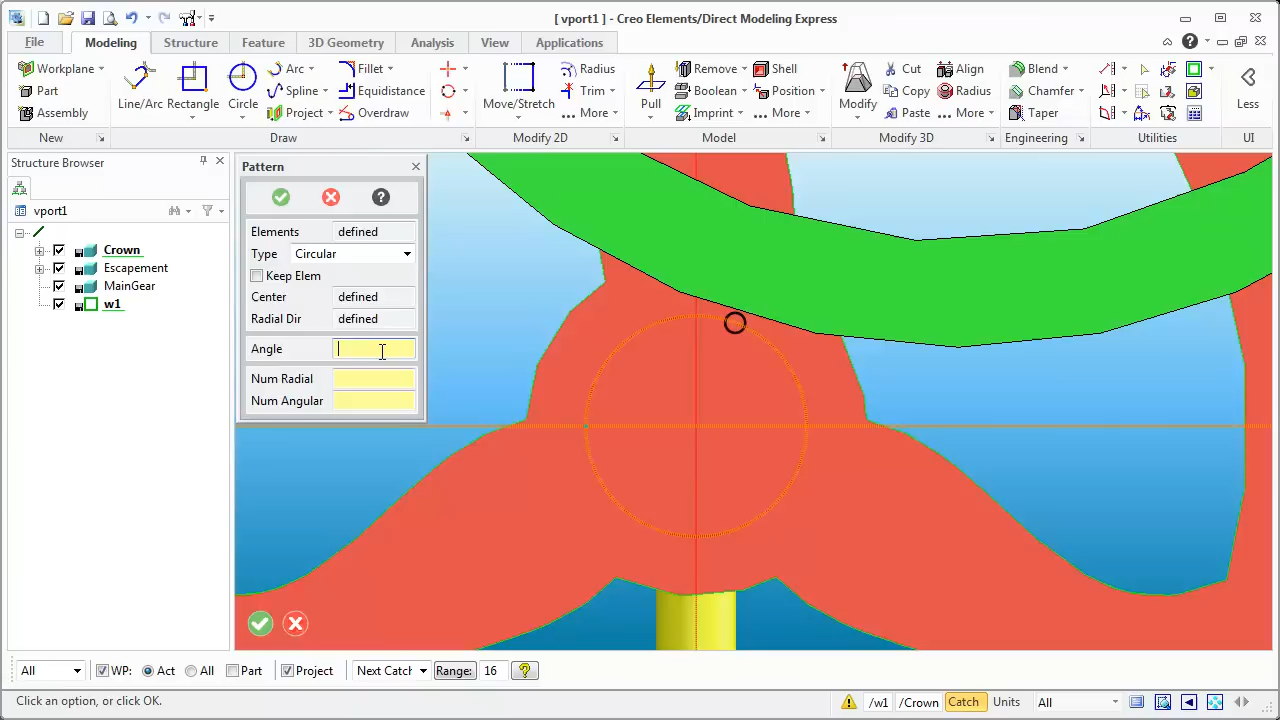 [ vport1 ] - Creo Elements/Direct Modeling Express
File Modeling Structure Feature 3D Geometry Analysis View Applications
Workplane Arc Fillet Radius Remove Shell Cut Align Blend
Part Spline Equidistance Trim Boolean Position Copy Radius Chamfer
Assembly Line/Arc Rectangle Circle Project Overdraw Move/Stretch More Pull Imprint More Modify Paste More Taper Less
New Draw Modify 2D Model Modify 3D Engineering Utilities UI
Structure Browser
vport1
Crown
Escapement
MainGear
w1
Pattern
?
Elements defined
Type Circular
Keep Elem
Center defined
Radial Dir defined
Angle
Num Radial
Num Angular
All WP: Act All Part Project Next Catch Range: 16 ?
Click an option, or click OK. /w1 /Crown Catch Units All